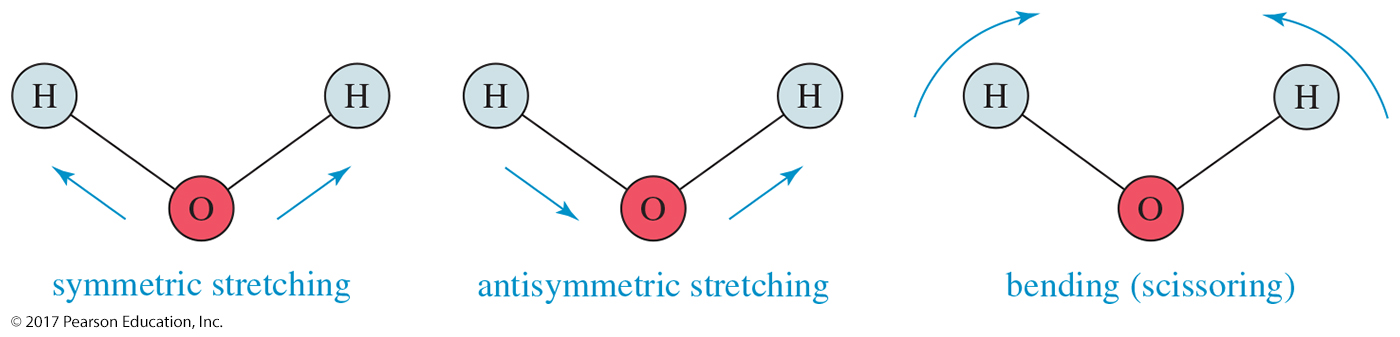 H H H H H H
O O O
symmetric stretching antisymmetric stretching bending (scissoring)
© 2017 Pearson Education, Inc.